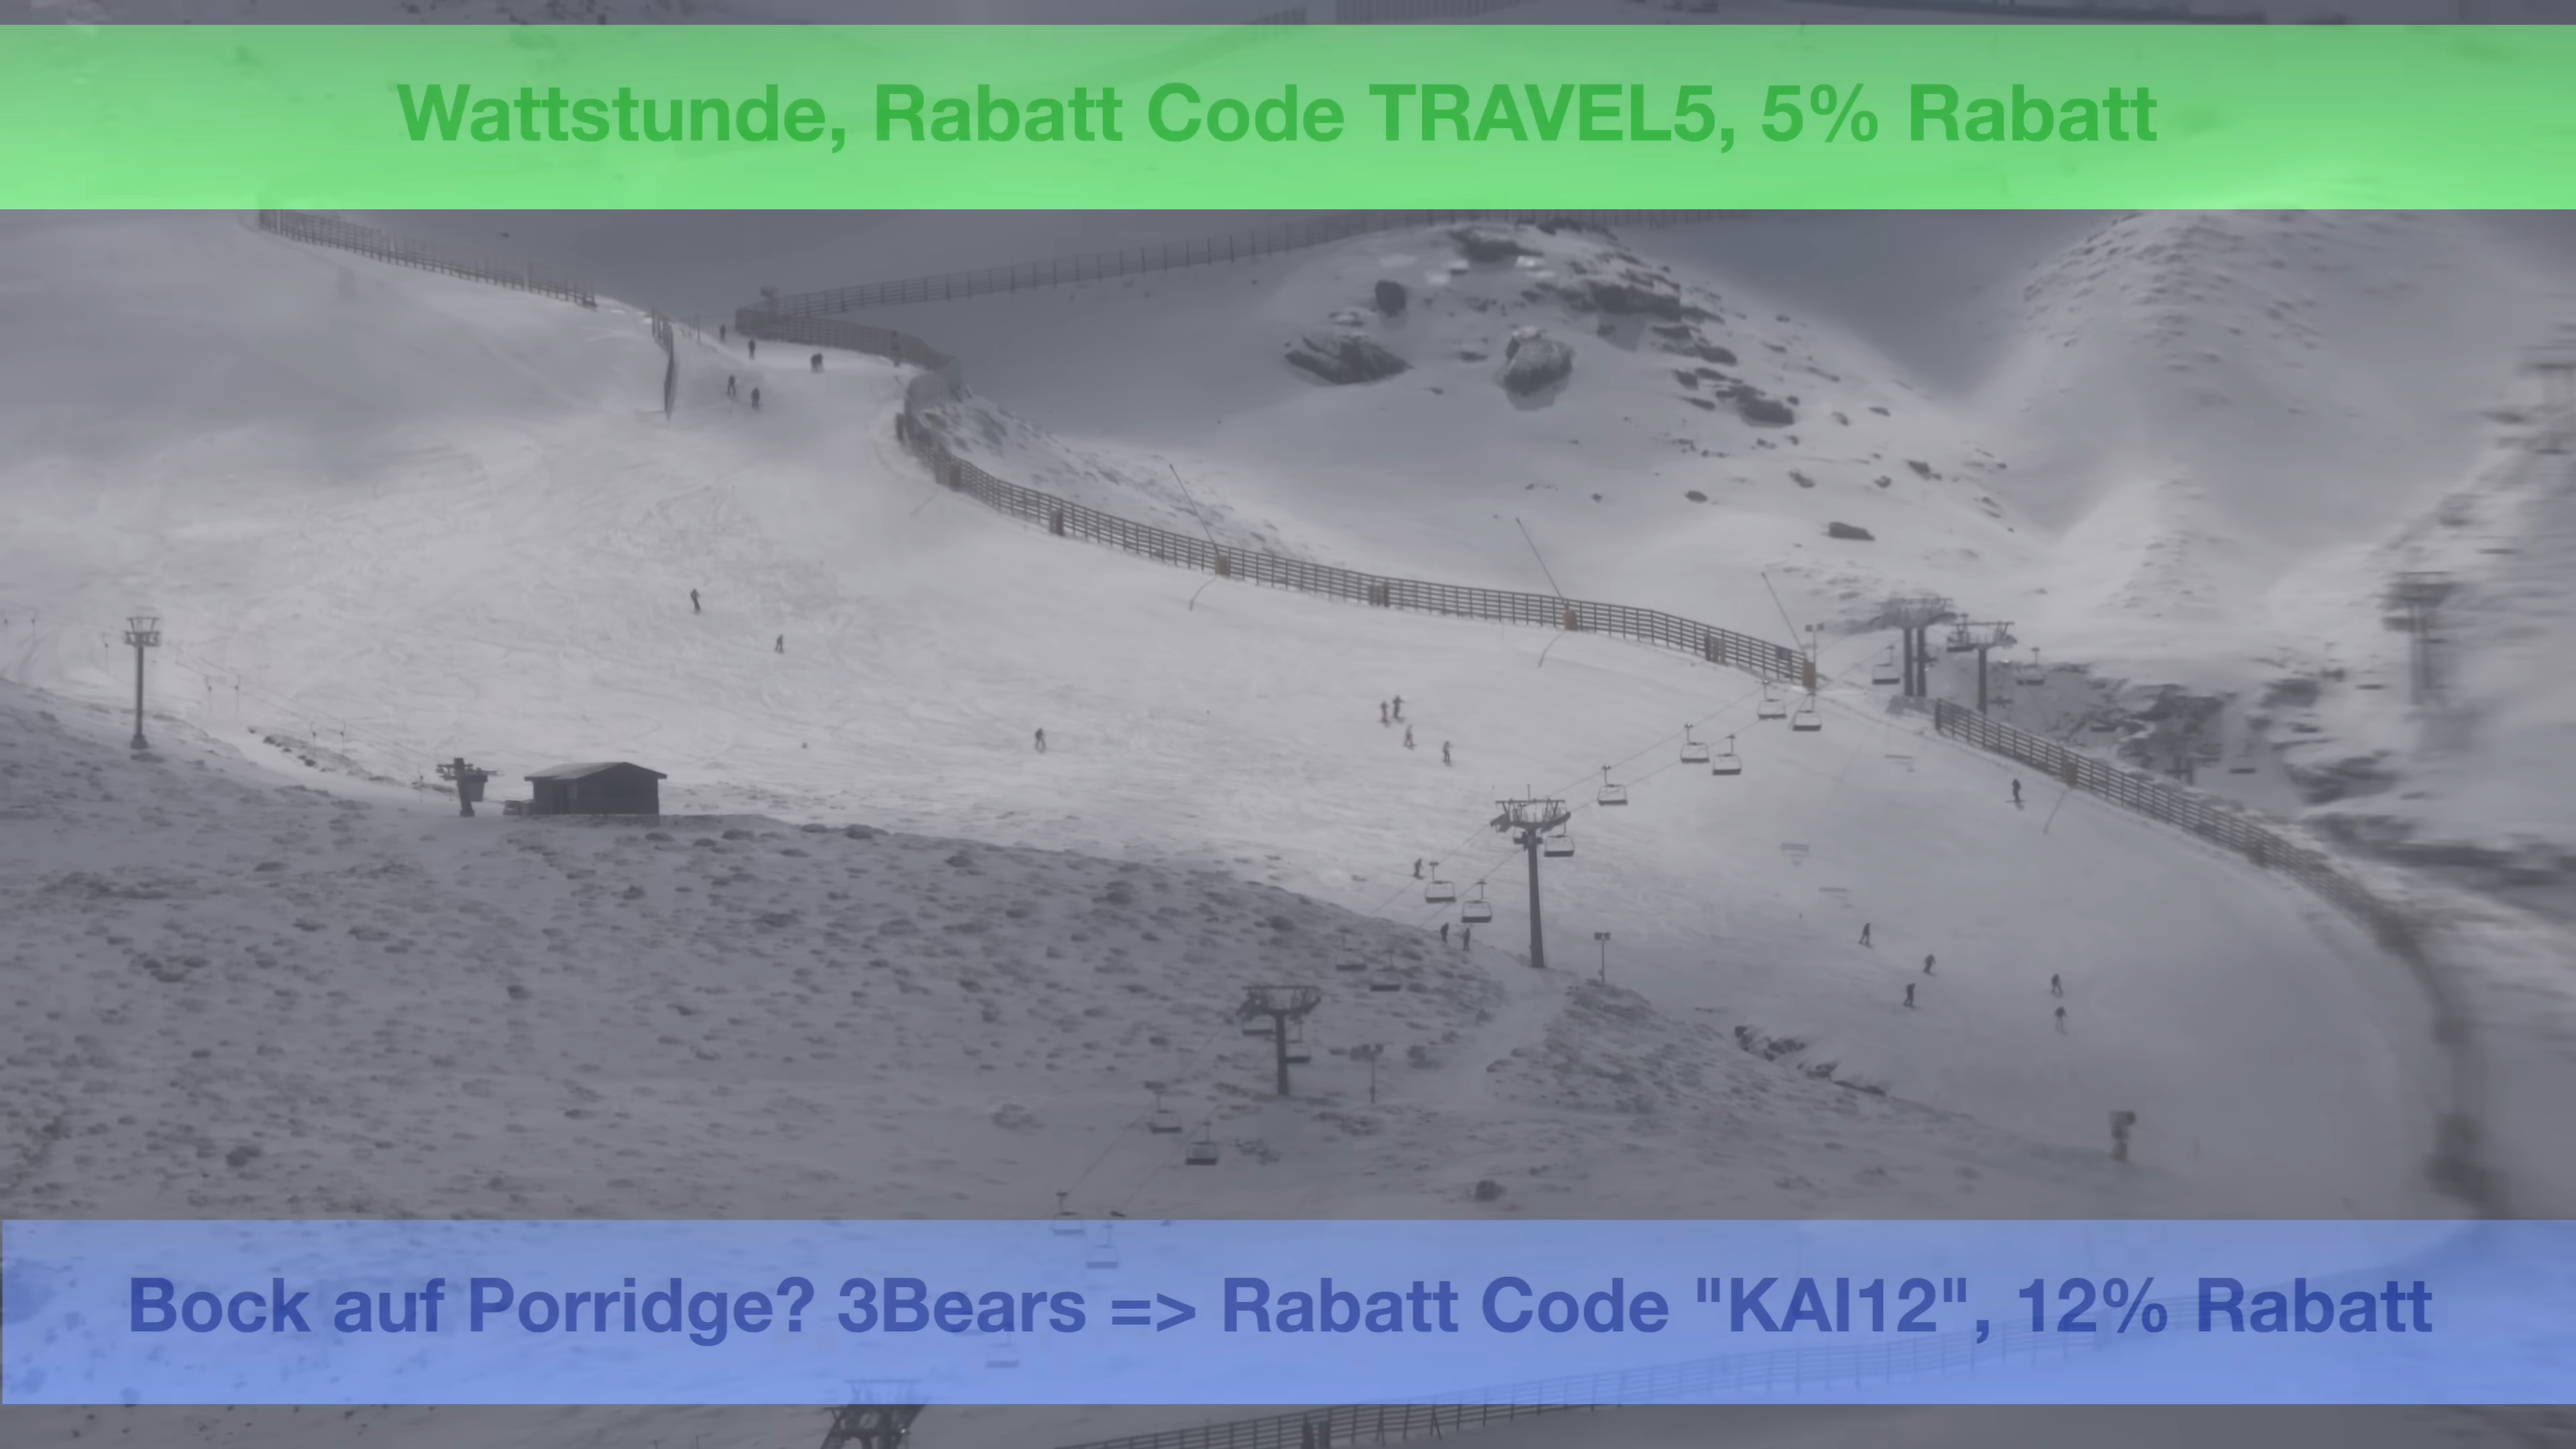 Wattstunde, Rabatt Code TRAVEL5, 5% Rabatt
Bock auf Porridge? 3Bears => Rabatt Code "KAI12", 12% Rabatt